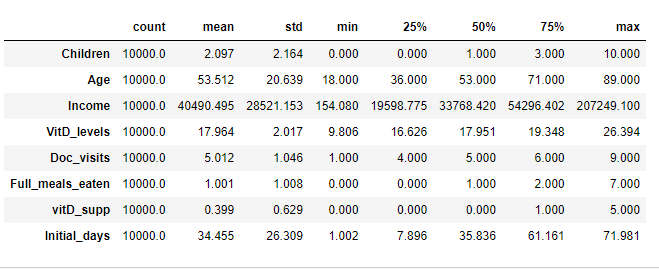 count mean std min 25% 50% 75% max
Children 10000.0 2.097 2.164 0.000 0.000 1.000 3.000 10.000
Age 10000.0 53.512 20.639 18.000 36.000 53.000 71.000 89.000
Income 10000.0 40490.495 28521.153 154.080 19598.775 33768.420 54296.402 207249.100
VitD_levels 10000.0 17.964 2.017 9.806 16.626 17.951 19.348 26.394
Doc_visits 10000.0 5.012 1.046 1.000 4.000 5.000 6.000 9.000
Full_meals_eaten 10000.0 1.001 1.008 0.000 0.000 1.000 2.000 7.000
vitD_supp 10000.0 0.399 0.629 0.000 0.000 0.000 1.000 5.000
Initial_days 10000.0 34.455 26.309 1.002 7.896 35.836 61.161 71.981